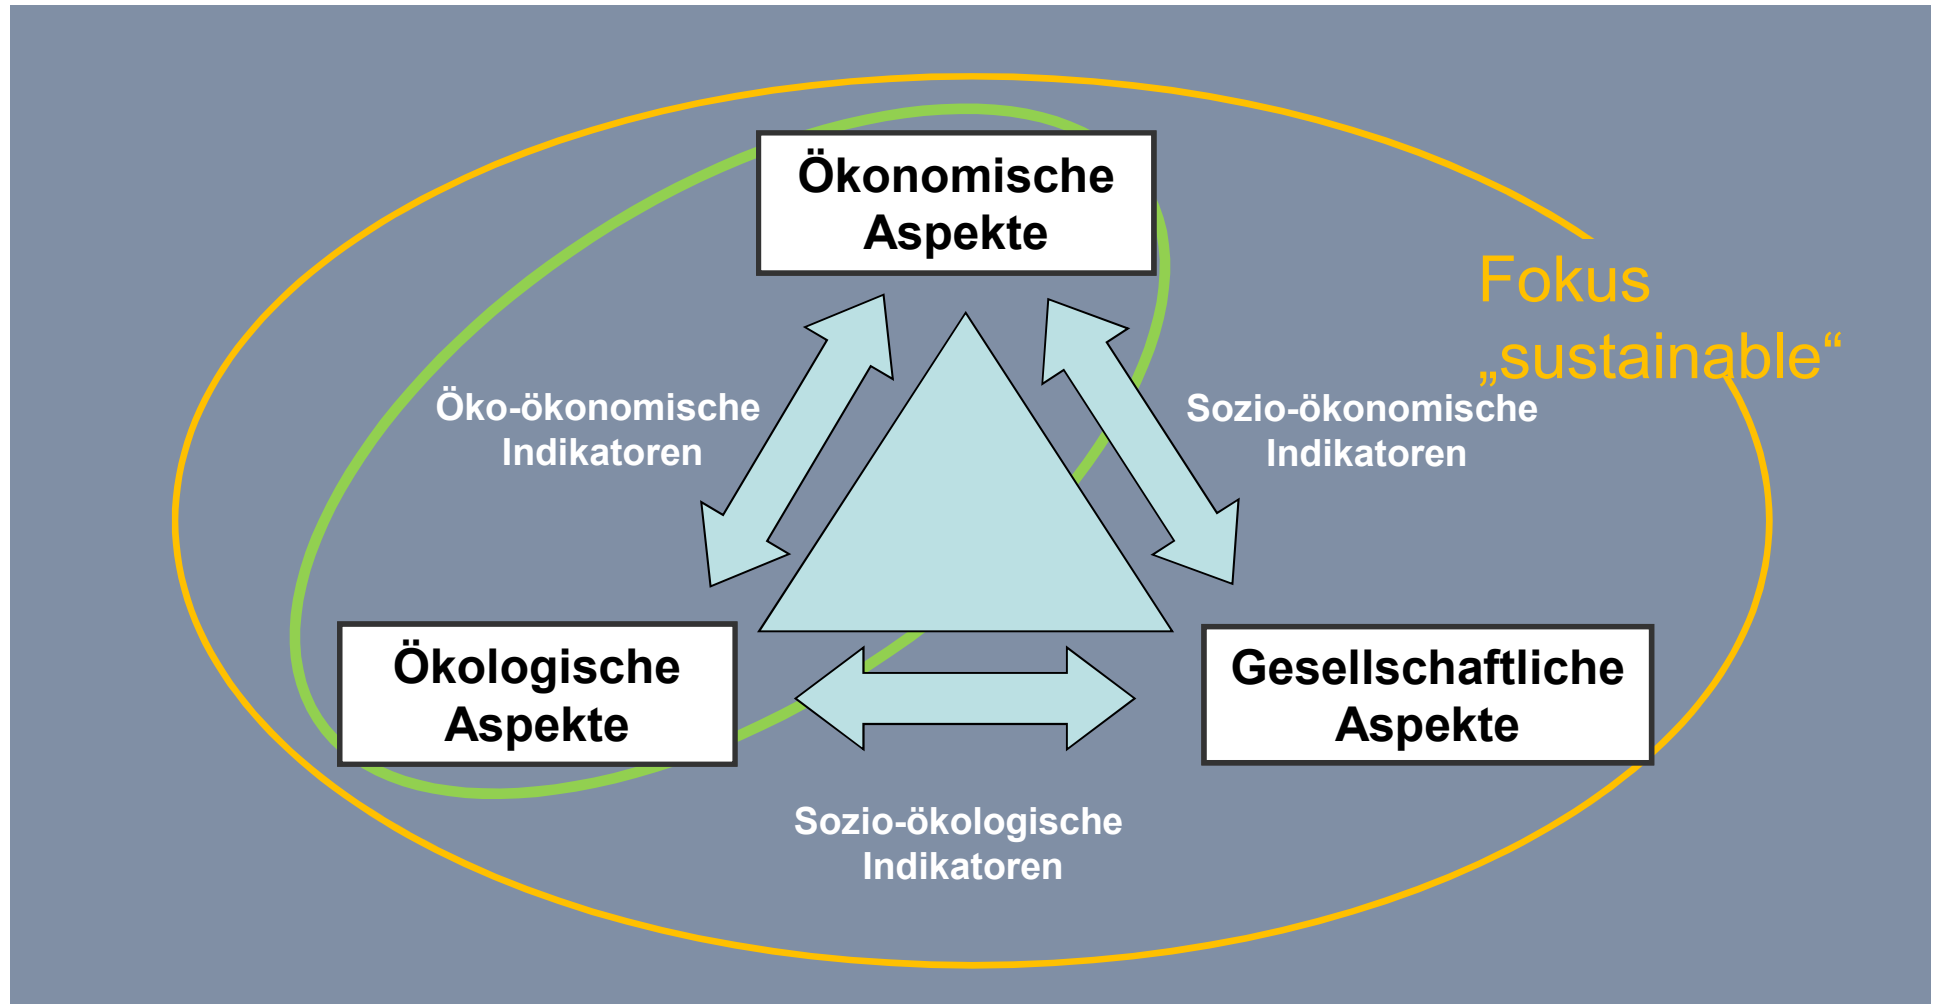 Ökonomische
Aspekte
Fokus
„sustainable“
Öko-ökonomische
Indikatoren
Sozio-ökonomische
Indikatoren
Ökologische
Aspekte
Gesellschaftliche
Aspekte
Sozio-ökologische
Indikatoren